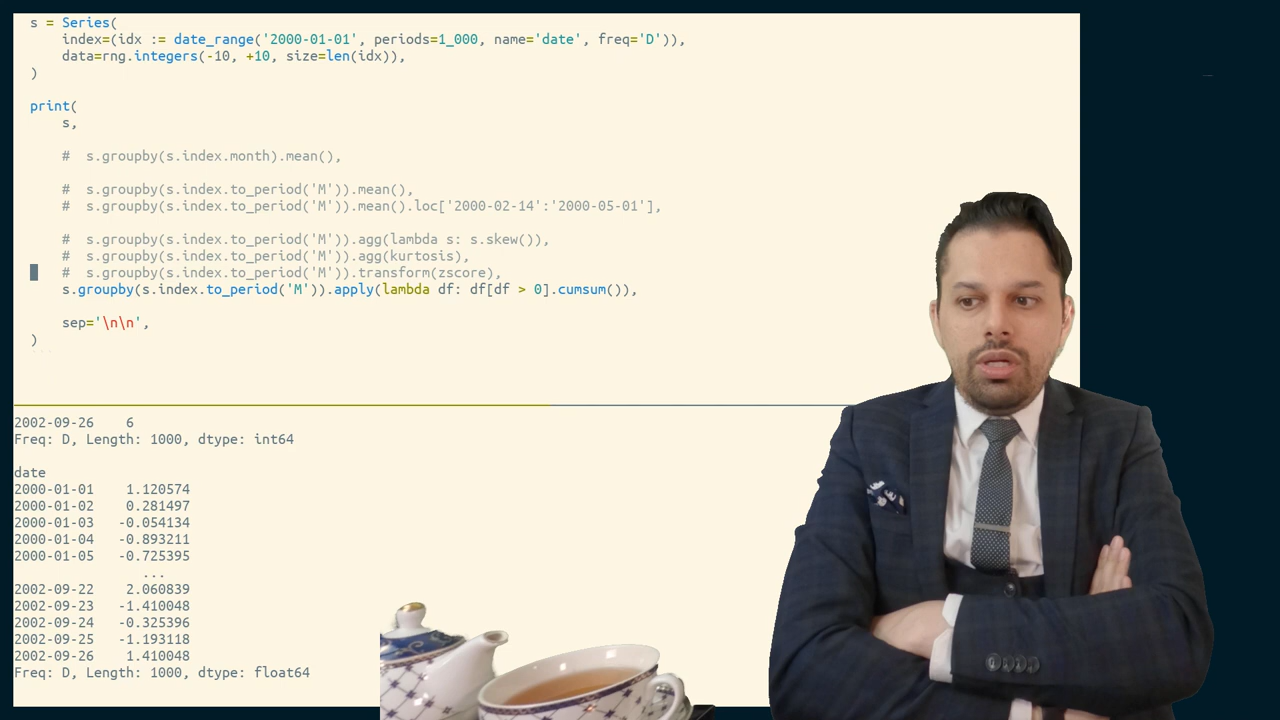 s = Series(
    index=(idx := date_range('2000-01-01', periods=1_000, name='date', freq='D')),
    data=rng.integers(-10, +10, size=len(idx)),
)
print(
    s,
    #  s.groupby(s.index.month).mean(),
    #  s.groupby(s.index.to_period('M')).mean(),
    #  s.groupby(s.index.to_period('M')).mean().loc['2000-02-14':'2000-05-01'],
    #  s.groupby(s.index.to_period('M')).agg(lambda s: s.skew()),
    #  s.groupby(s.index.to_period('M')).agg(kurtosis),
    #  s.groupby(s.index.to_period('M')).transform(zscore),
    s.groupby(s.index.to_period('M')).apply(lambda df: df[df > 0].cumsum()),
    sep='\n\n',
)
2002-09-26    6
Freq: D, Length: 1000, dtype: int64
date
2000-01-01    1.120574
2000-01-02    0.281497
2000-01-03   -0.054134
2000-01-04   -0.893211
2000-01-05   -0.725395
                ...
2002-09-22    2.060839
2002-09-23   -1.410048
2002-09-24   -0.325396
2002-09-25   -1.193118
2002-09-26    1.410048
Freq: D, Length: 1000, dtype: float64